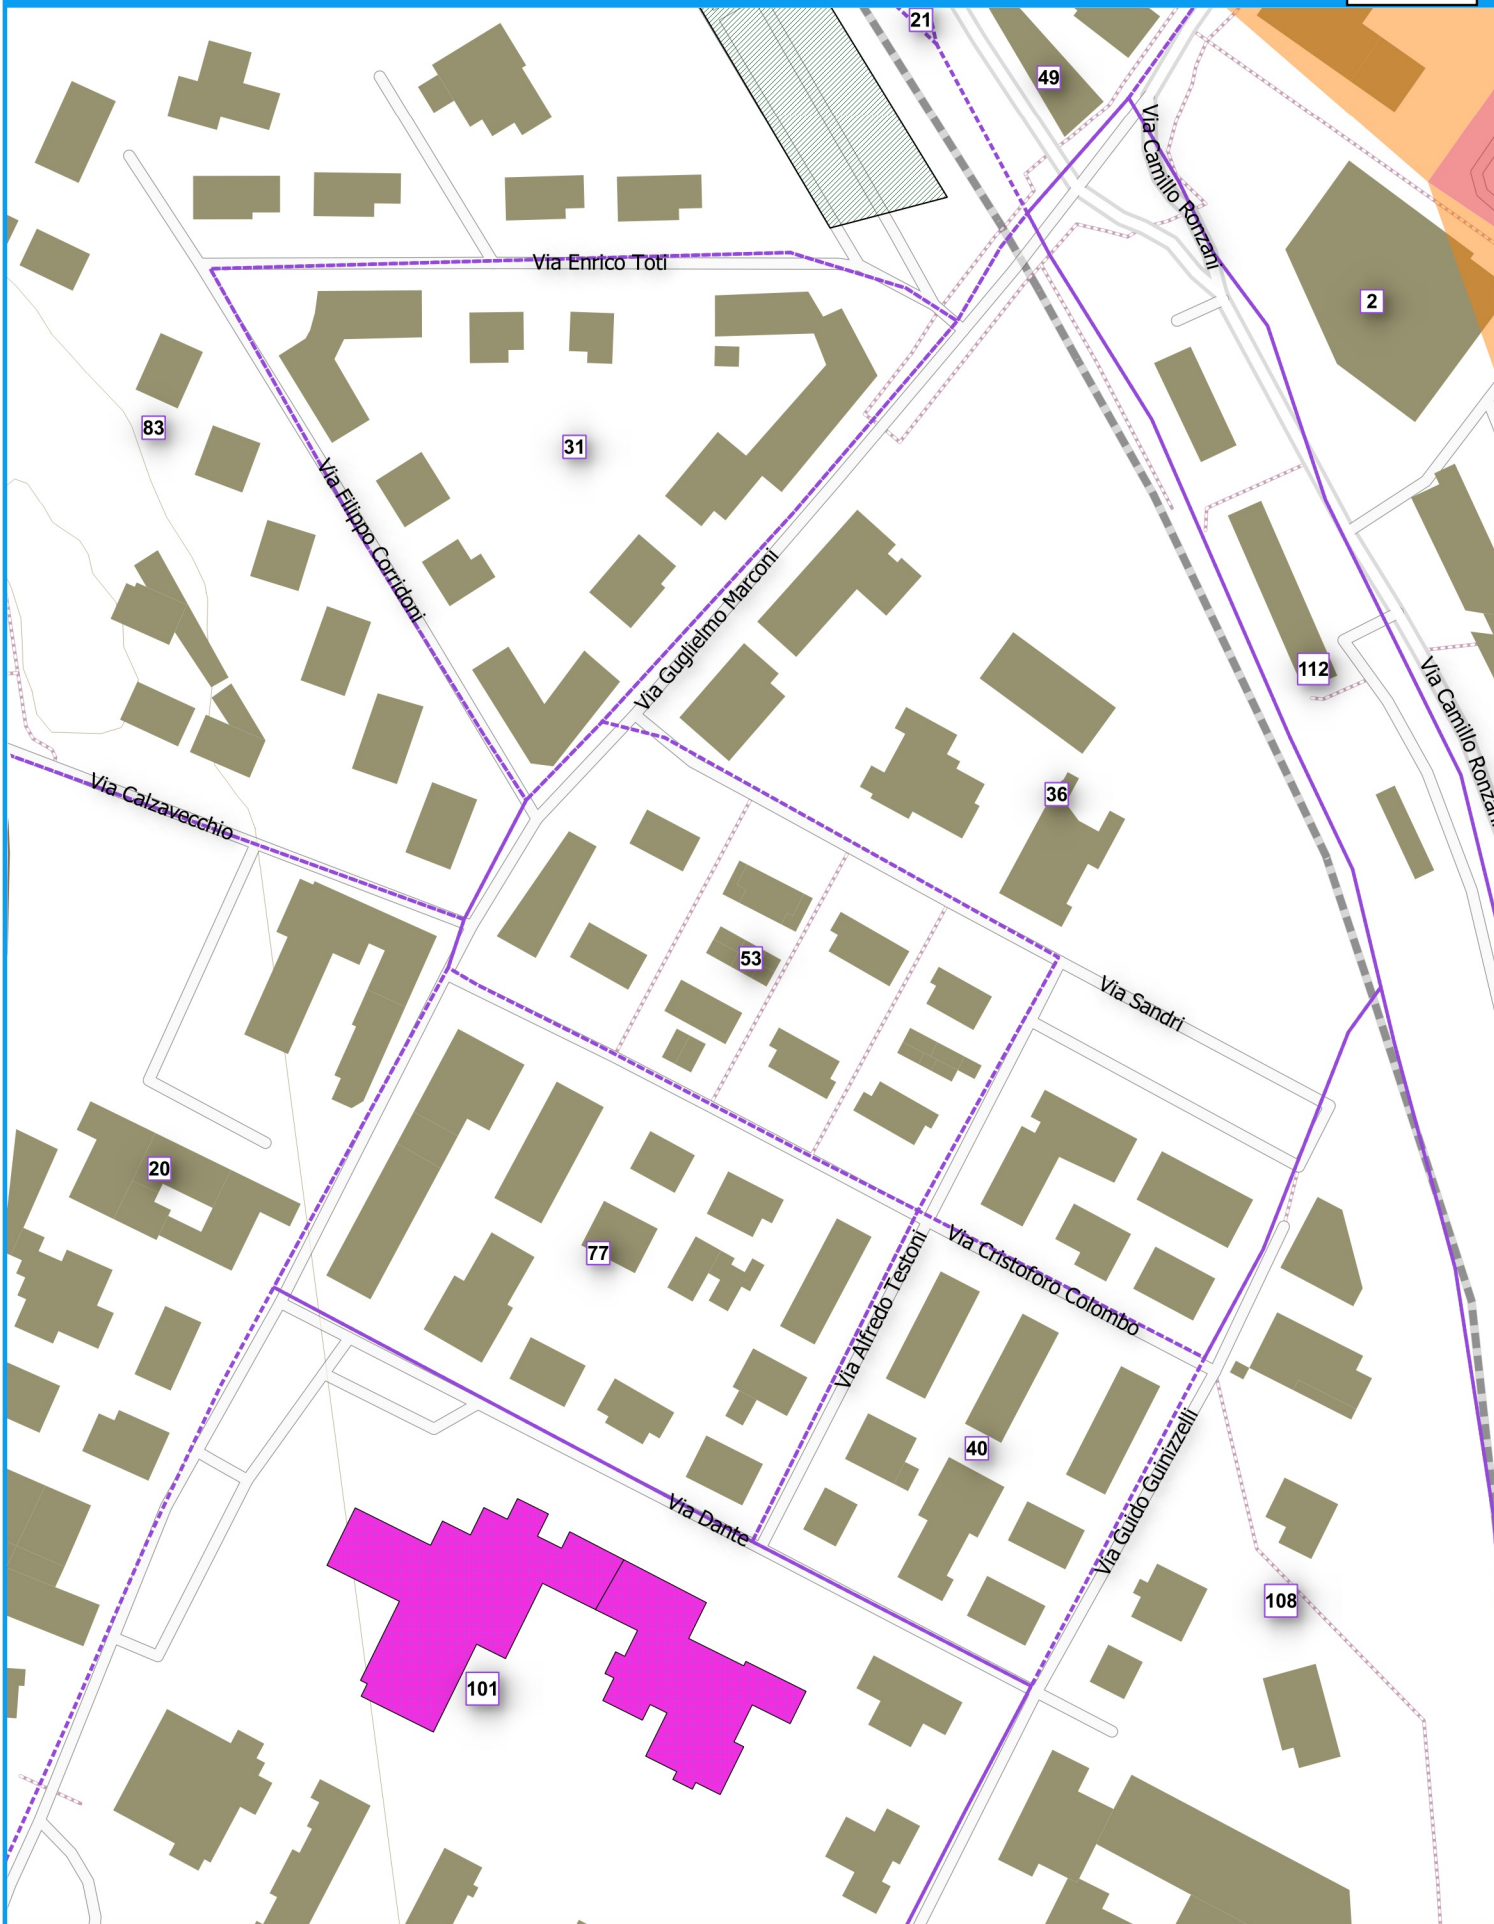 21
49
Via Camillo Ronzani
Via Enrico Toti
2
83
31
Via Filippo Corridoni
Via Guglielmo Marconi
112
Via Camillo Ronzani
Via Calzavecchio
36
53
Via Sandri
20
77
Via Alfredo Testoni
Via Cristoforo Colombo
40
Via Guido Guinizzelli
Via Dante
108
101